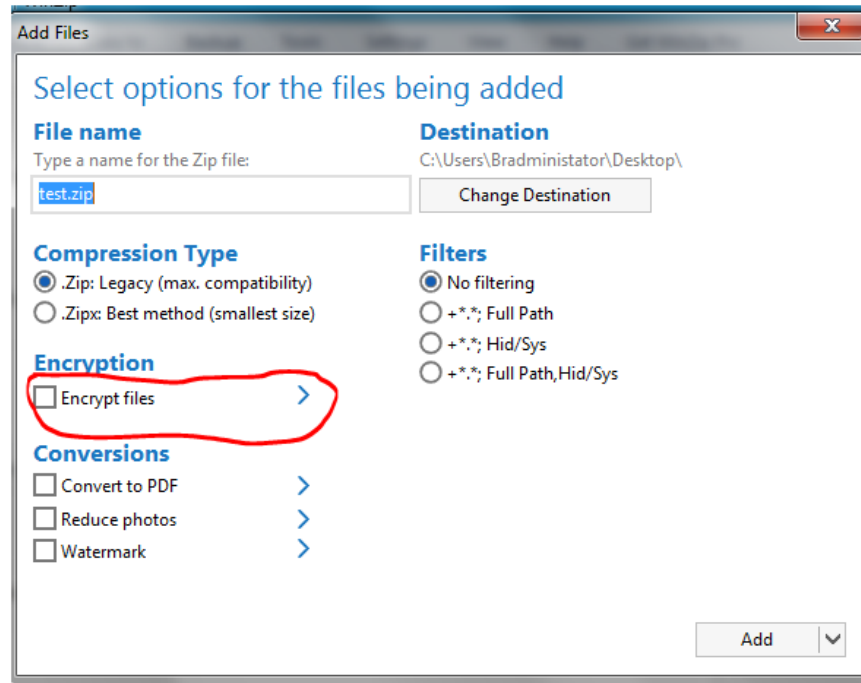 WinZip
Add Files
Select options for the files being added
File name
Type a name for the Zip file:
test.zip
Destination
C:\Users\Bradministator\Desktop\
Change Destination
Compression Type
.Zip: Legacy (max. compatibility)
.Zipx: Best method (smallest size)
Filters
No filtering
+*.*; Full Path
+*.*; Hid/Sys
+*.*; Full Path,Hid/Sys
Encryption
Encrypt files
Conversions
Convert to PDF
Reduce photos
Watermark
Add